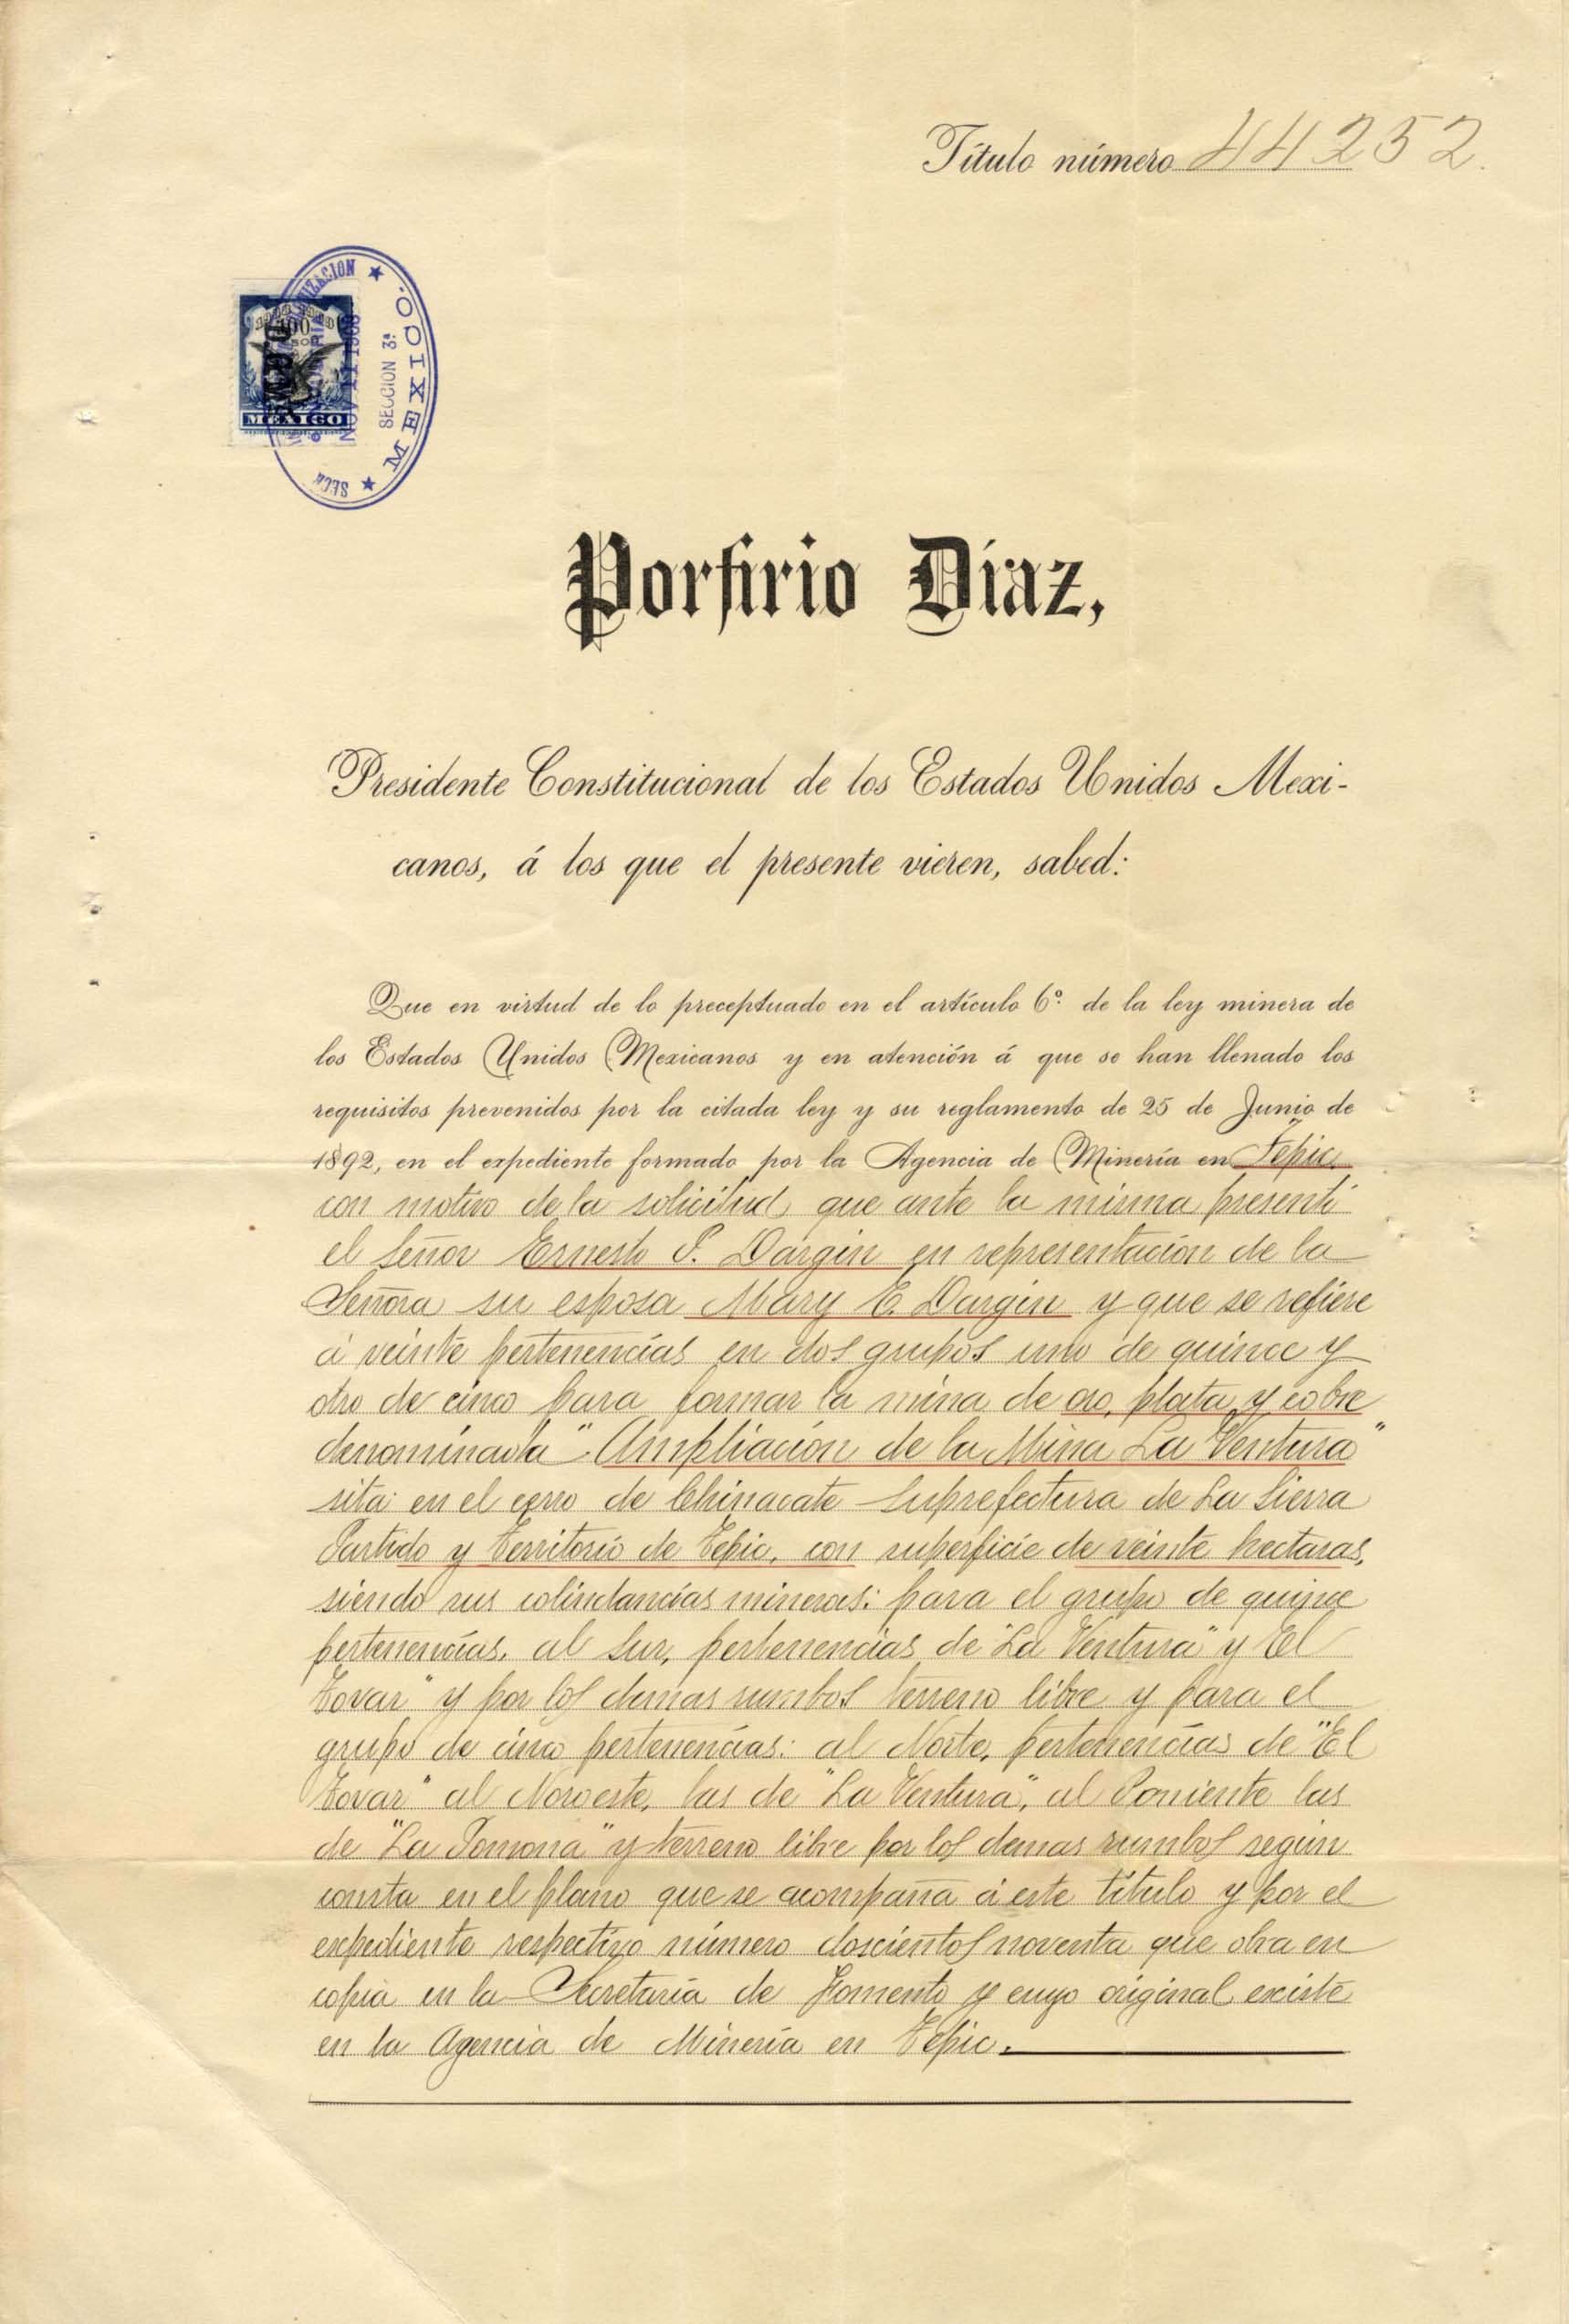 Título número 44252.
MEXICO.
SECCION 3ª
NOV 11 1908
SECR
100
MEXICO
Porfirio Díaz,
Presidente Constitucional de los Estados Unidos Mexi-
canos, á los que el presente vieren, sabed:
Que en virtud de lo preceptuado en el artículo 6º de la ley minera de
los Estados Unidos Mexicanos y en atención á que se han llenado los
requisitos prevenidos por la citada ley y su reglamento de 25 de Junio de
1892, en el expediente formado por la Agencia de Minería en Tepic,
con motivo de la solicitud que ante la misma presentó
el Señor Ernesto P. Dargin en representación de la
Señora su esposa Mary E. Dargin y que se refiere
á veinte pertenencias en dos grupos uno de quince y
otro de cinco para formar la mina de oro, plata y cobre
denominada "Ampliación de la Mina La Ventura"
sita en el cerro de Chinacate Subprefectura de La Sierra
Partido y Territorio de Tepic, con superficie de veinte hectaras,
siendo sus colindancias mineras: para el grupo de quince
pertenencias, al Sur, pertenencias de "La Ventura" y "El
Tovar" y por los demas rumbos terreno libre y para el
grupo de cinco pertenencias: al Norte, pertenencias de "El
Tovar" al Noroeste, las de "La Ventura", al Poniente las
de "La Pomona" y terreno libre por los demas rumbos según
consta en el plano que se acompaña á este título y por el
expediente respectivo número doscientos noventa que obra en
copia en la Secretaría de Fomento y cuyo original existe
en la Agencia de Minería en Tepic.